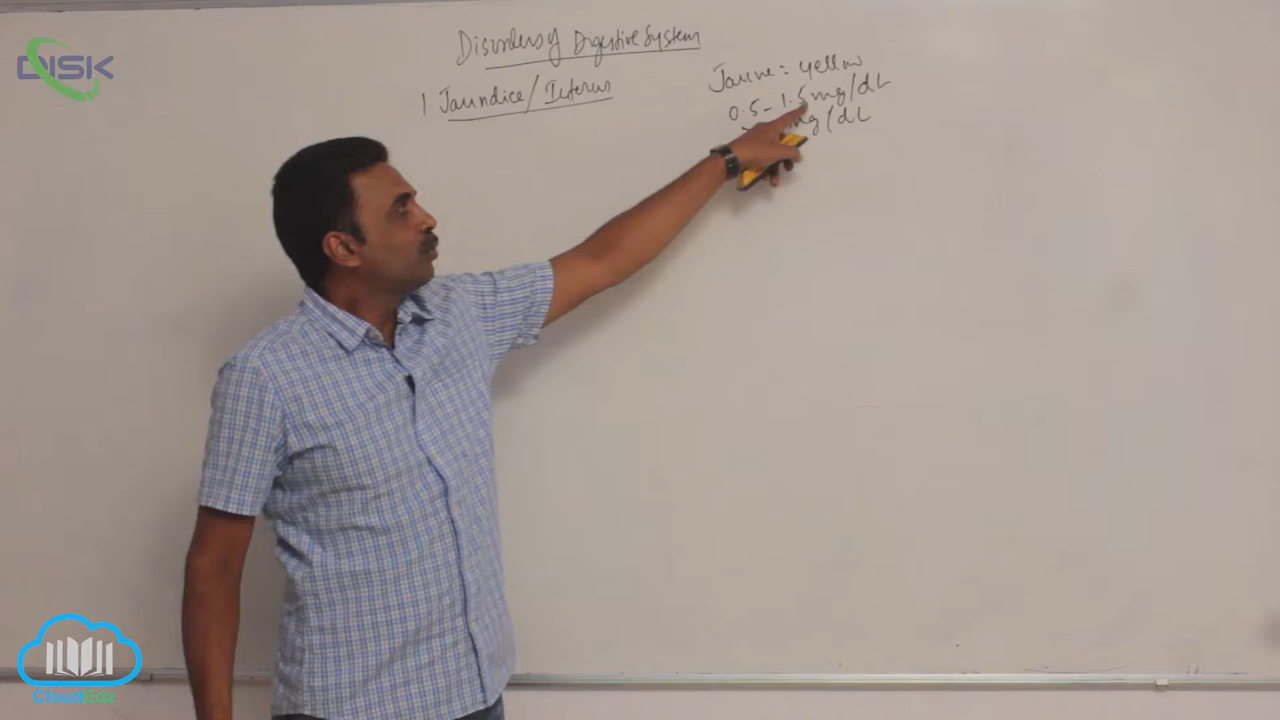 DISK
Disorders of Digestive System
1. Jaundice/Icterus
Jaune = yellow
0.5 - 1.5 mg/dL
mg/dL
CloudEdz